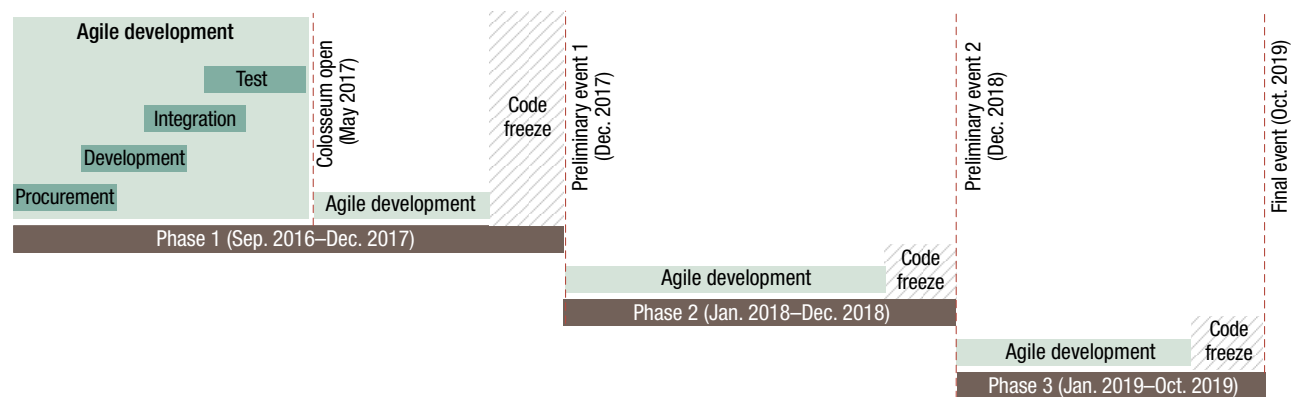 Agile development
Test
Integration
Development
Procurement
Colosseum open
(May 2017)
Agile development
Code
freeze
Preliminary event 1
(Dec. 2017)
Phase 1 (Sep. 2016–Dec. 2017)
Agile development
Code
freeze
Preliminary event 2
(Dec. 2018)
Phase 2 (Jan. 2018–Dec. 2018)
Agile development
Code
freeze
Final event (Oct. 2019)
Phase 3 (Jan. 2019–Oct. 2019)